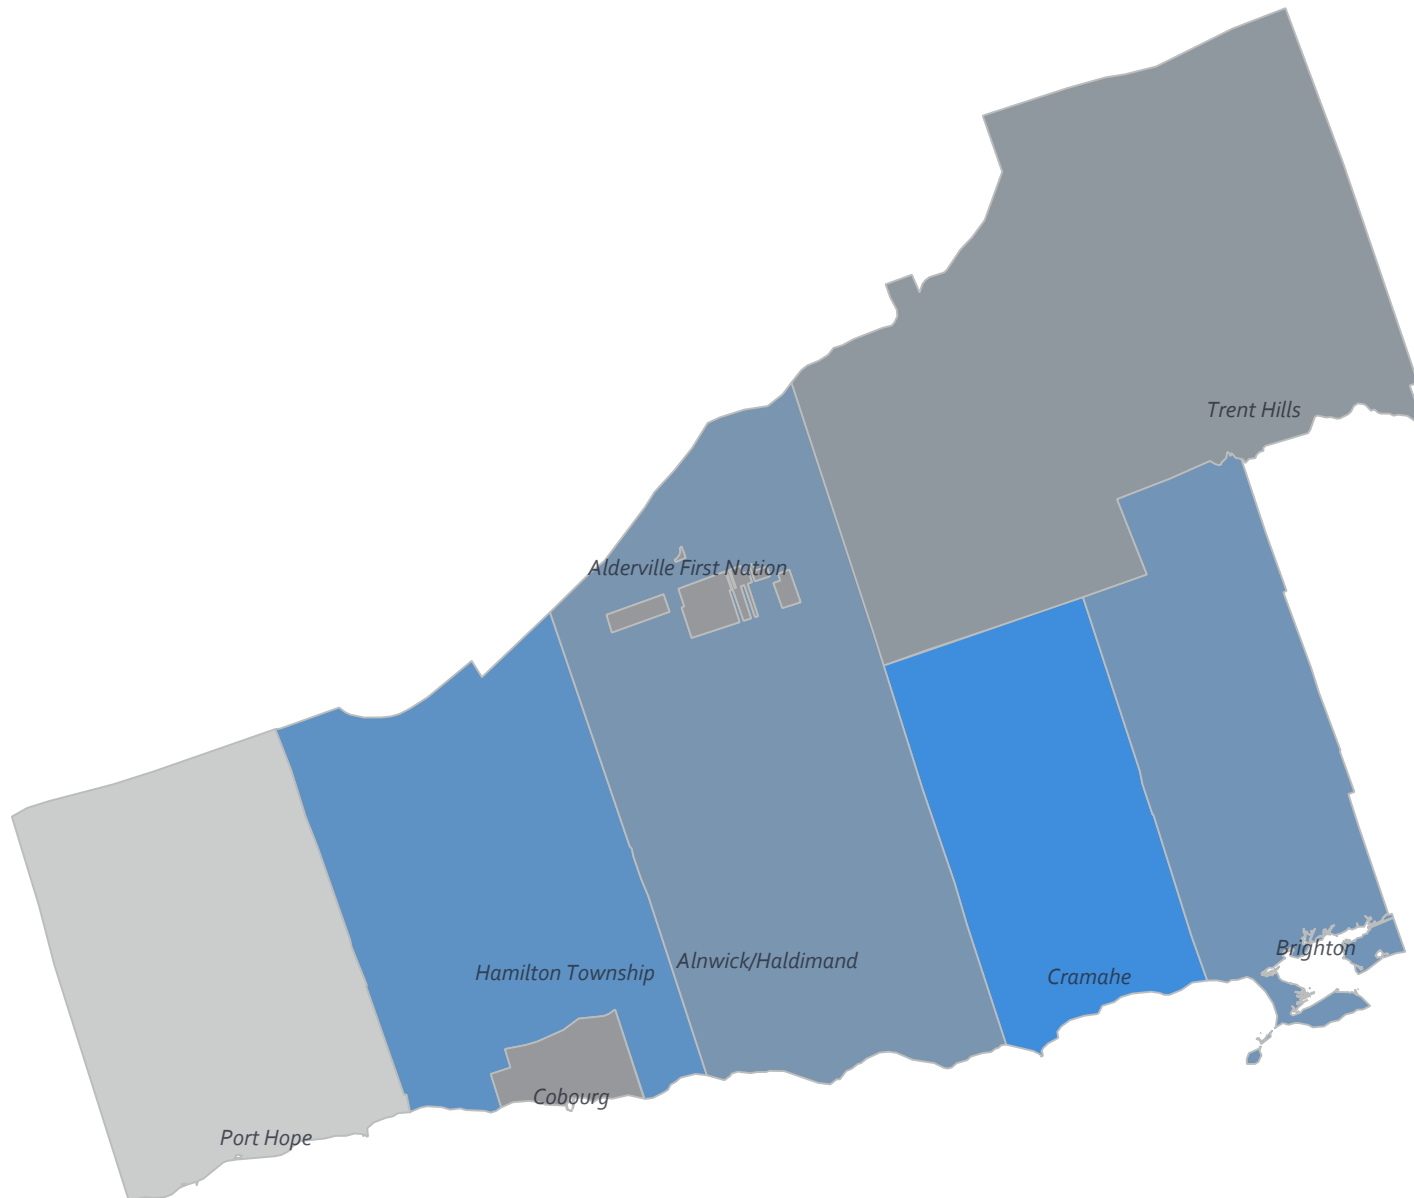 Trent Hills
Alderville First Nation
Brighton
Alnwick/Haldimand
Hamilton Township
Cramahe
Cobourg
Port Hope